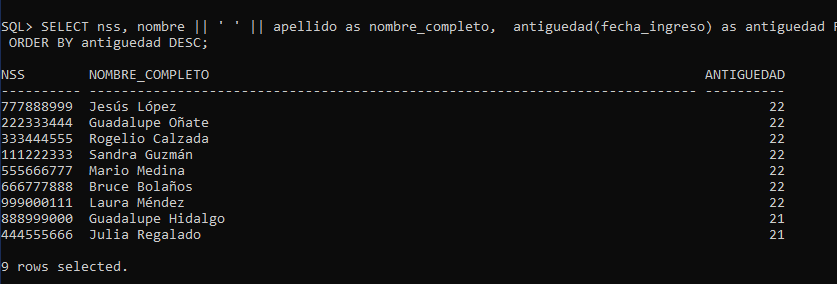 SQL> SELECT nss, nombre || ' ' || apellido as nombre_completo,  antiguedad(fecha_ingreso) as antiguedad F
 ORDER BY antiguedad DESC;
NSS        NOMBRE_COMPLETO                                                              ANTIGUEDAD
---------- ---------------------------------------------------------------------------- ----------
777888999  Jesús López                                                                          22
222333444  Guadalupe Oñate                                                                      22
333444555  Rogelio Calzada                                                                      22
111222333  Sandra Guzmán                                                                        22
555666777  Mario Medina                                                                         22
666777888  Bruce Bolaños                                                                        22
999000111  Laura Méndez                                                                         22
888999000  Guadalupe Hidalgo                                                                    21
444555666  Julia Regalado                                                                       21
9 rows selected.